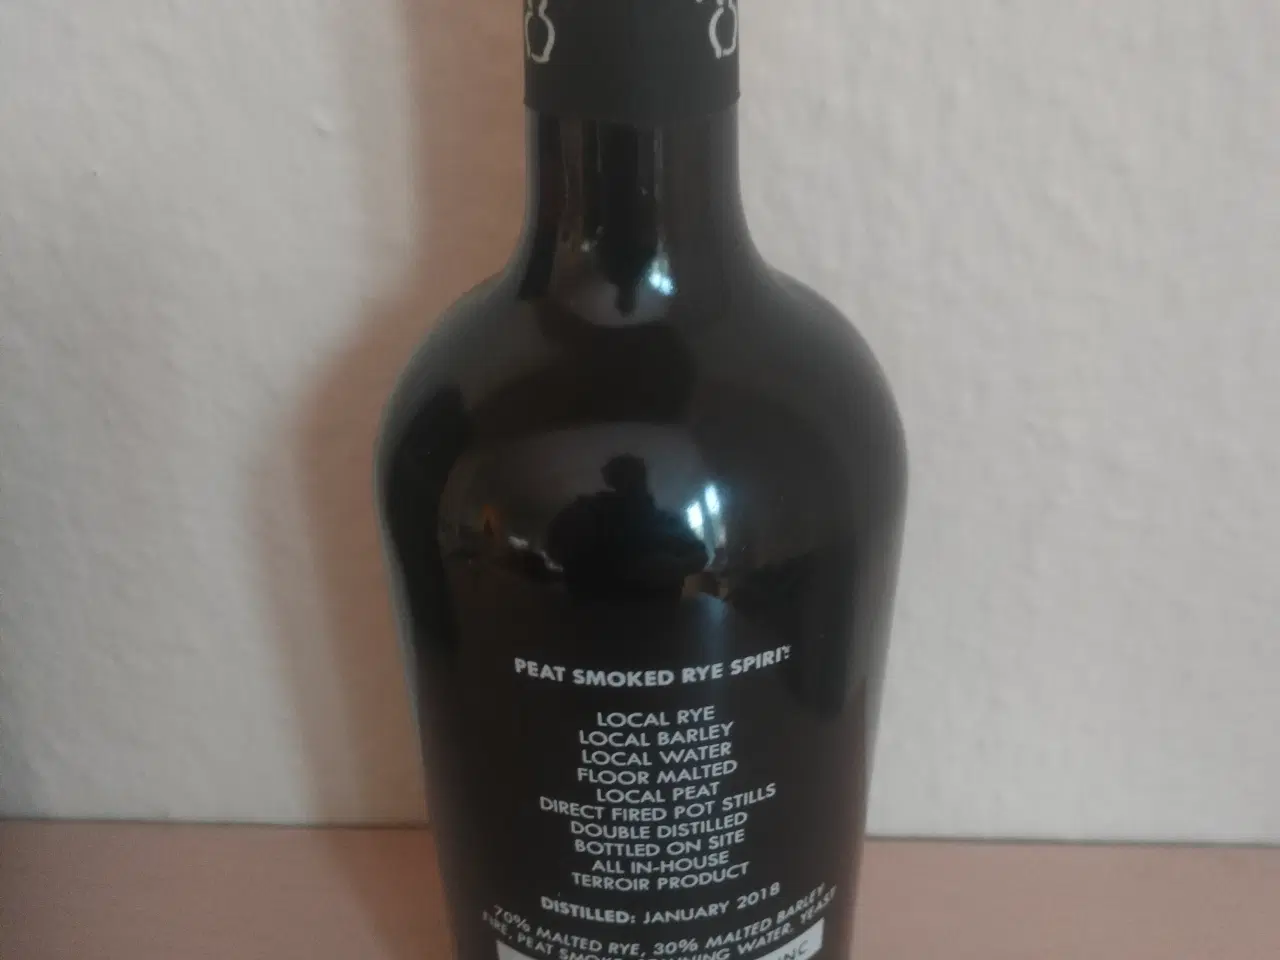 PEAT SMOKED RYE SPIRIT
LOCAL RYE
LOCAL BARLEY
LOCAL WATER
FLOOR MALTED
LOCAL PEAT
DIRECT FIRED POT STILLS
DOUBLE DISTILLED
BOTTLED ON SITE
ALL IN-HOUSE
TERROIR PRODUCT
DISTILLED: JANUARY 2018
70% MALTED RYE, 30% MALTED BARLEY
FIRE, PEAT SMOKE, STAUNING WATER, YEAST